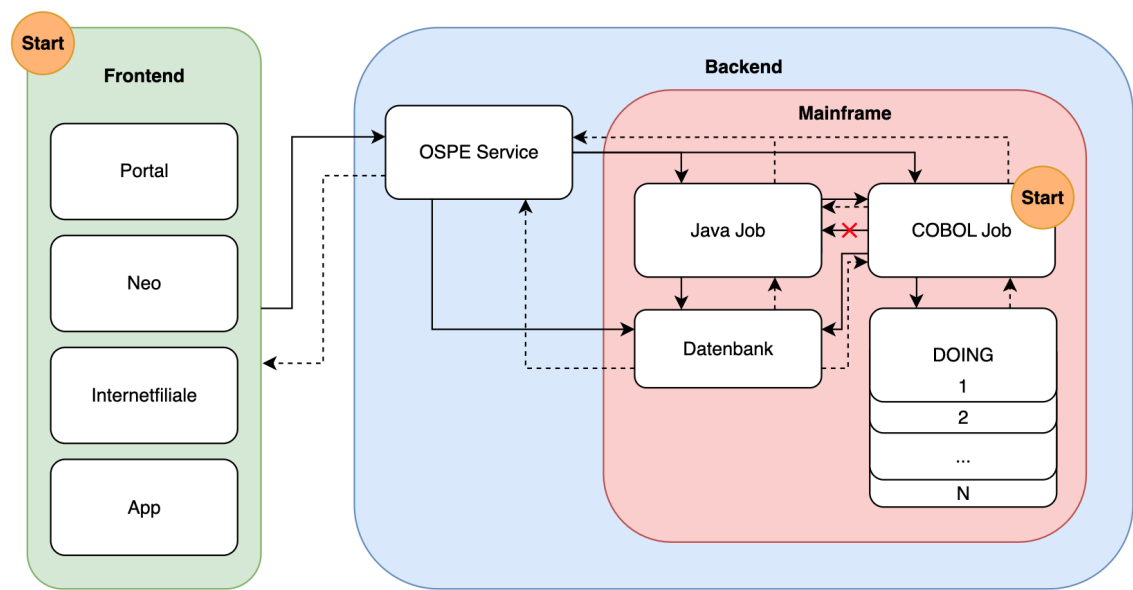 Start
Frontend
Portal
Neo
Internetfiliale
App
Backend
OSPE Service
Mainframe
Java Job
COBOL Job
Start
Datenbank
DOING
1
2
...
N